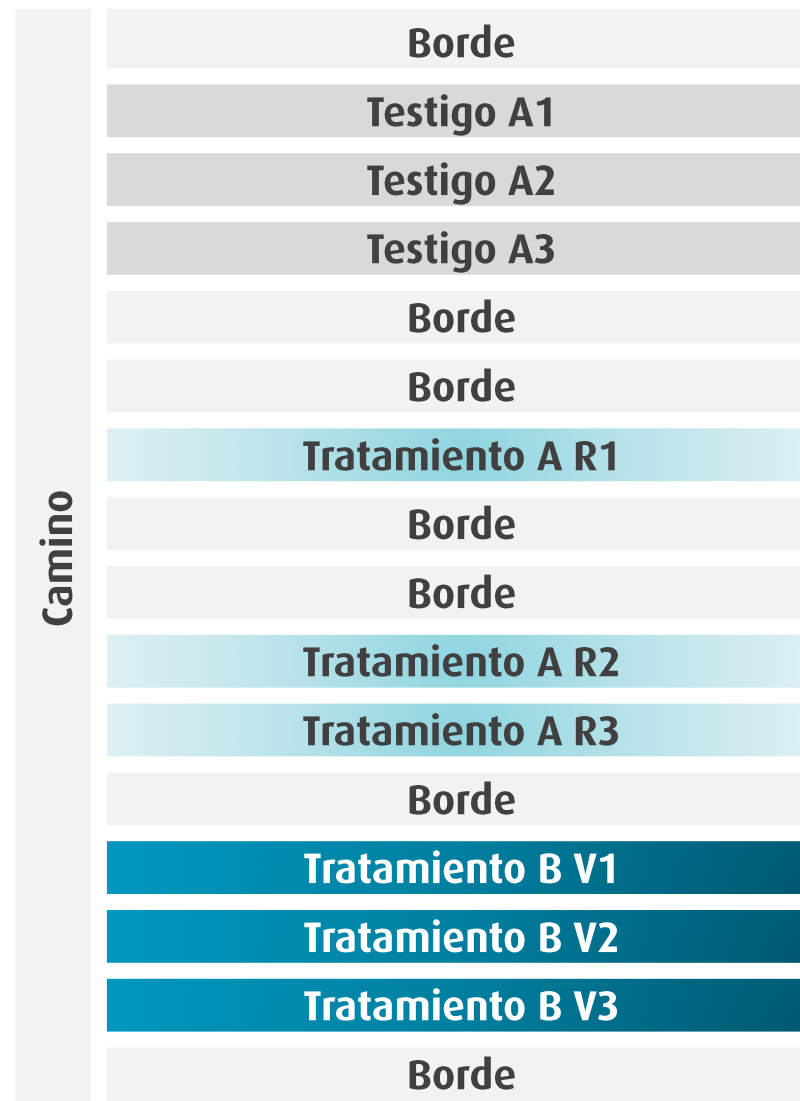 Camino
Borde
Testigo A1
Testigo A2
Testigo A3
Borde
Borde
Tratamiento A R1
Borde
Borde
Tratamiento A R2
Tratamiento A R3
Borde
Tratamiento B V1
Tratamiento B V2
Tratamiento B V3
Borde